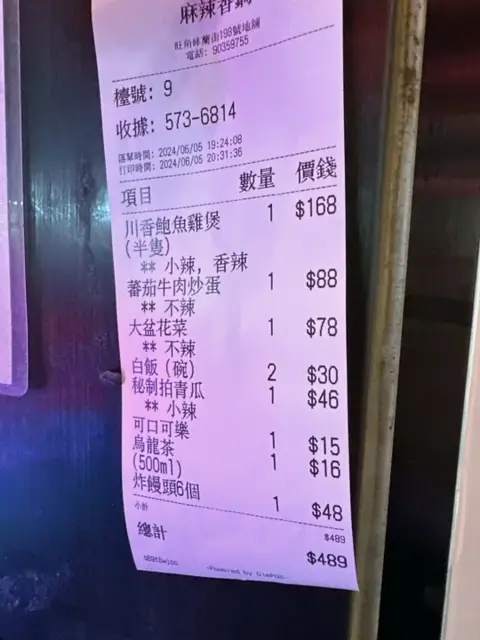 麻辣香鍋
旺角砵蘭街198號地舖
電話: 90359755
檯號: 9
收據: 573-6814
落單時間: 2024/06/05 19:24:08
打印時間: 2024/06/05 20:31:36
項目 數量 價錢
川香鮑魚雞煲 1 $168
(半隻)
** 小辣, 香辣
蕃茄牛肉炒蛋 1 $88
** 不辣
大盆花菜 1 $78
** 不辣
白飯 (碗) 2 $30
秘制拍青瓜 1 $46
** 小辣
可口可樂 1 $15
烏龍茶 1 $16
(500ml)
炸饅頭6個 1 $48
小計 $489
總計 $489
-Powered by